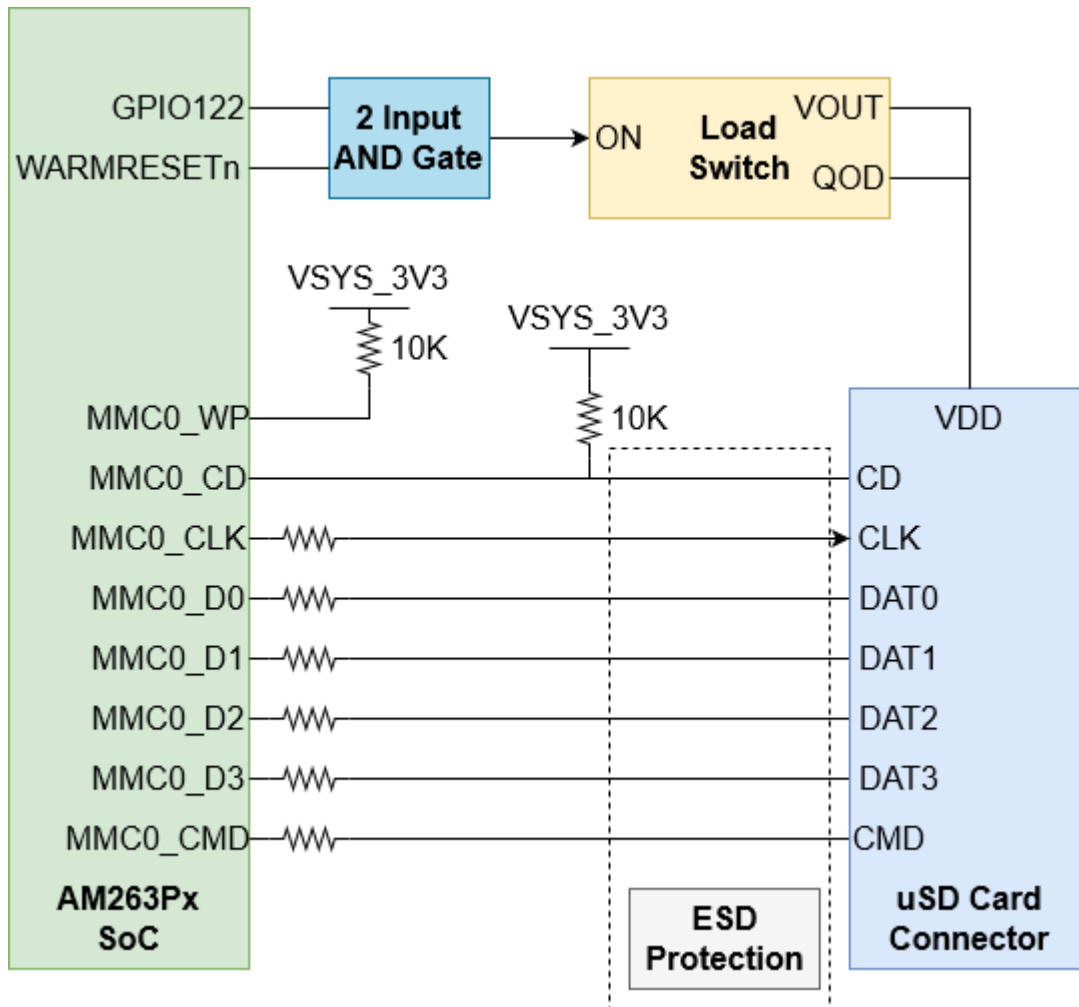 GPIO122
WARMRESETn
2 Input
AND Gate
ON
Load
Switch
VOUT
QOD
VSYS_3V3
10K
VSYS_3V3
10K
MMC0_WP
MMC0_CD
MMC0_CLK
MMC0_D0
MMC0_D1
MMC0_D2
MMC0_D3
MMC0_CMD
AM263Px
SoC
VDD
CD
CLK
DAT0
DAT1
DAT2
DAT3
CMD
ESD
Protection
uSD Card
Connector